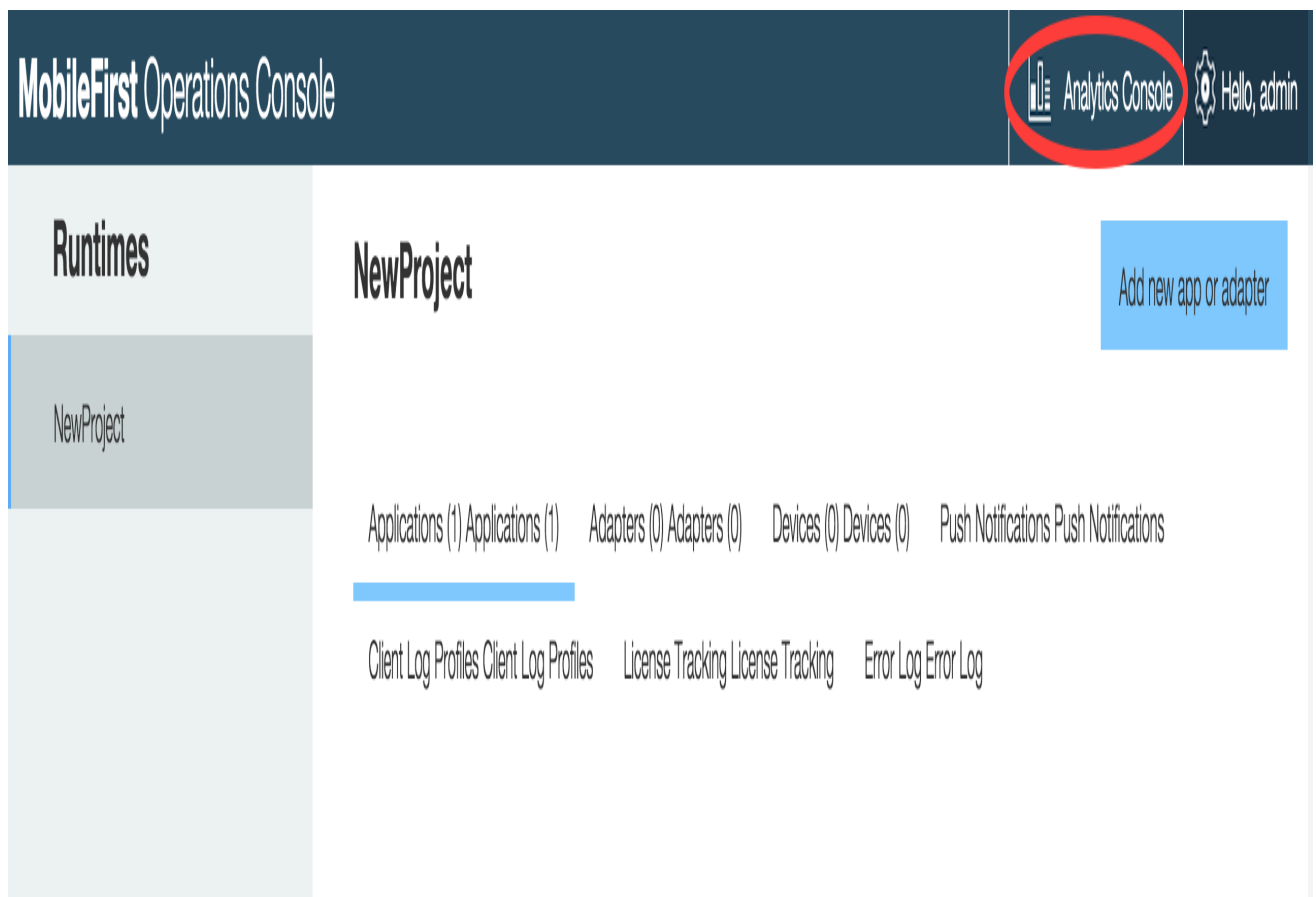 MobileFirst Operations Console
Analytics Console
Hello, admin
Runtimes
NewProject
NewProject
Add new app or adapter
Applications (1) Applications (1)
Adapters (0) Adapters (0)
Devices (0) Devices (0)
Push Notifications Push Notifications
Client Log Profiles Client Log Profiles
License Tracking License Tracking
Error Log Error Log